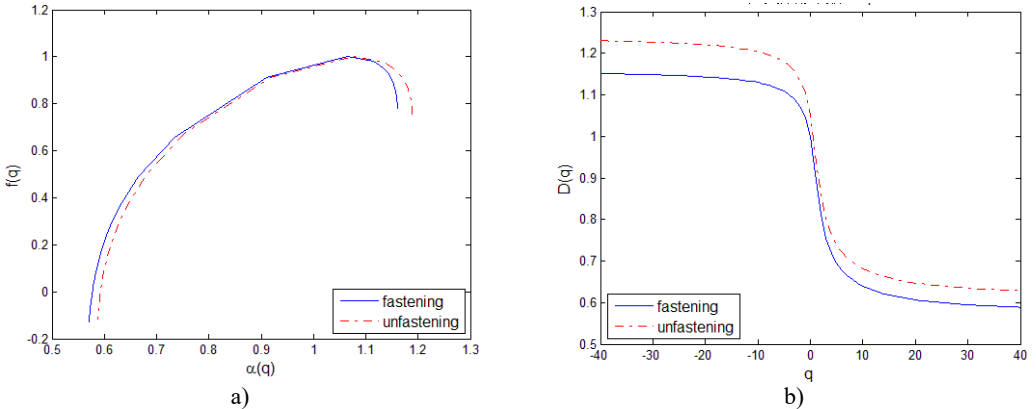 f(q)
1.2
1
0.8
0.6
0.4
0.2
0
-0.2
0.5 0.6 0.7 0.8 0.9 1 1.1 1.2 1.3
α(q)
fastening
unfastening
a)
D(q)
1.3
1.2
1.1
1
0.9
0.8
0.7
0.6
0.5
-40 -30 -20 -10 0 10 20 30 40
q
fastening
unfastening
b)